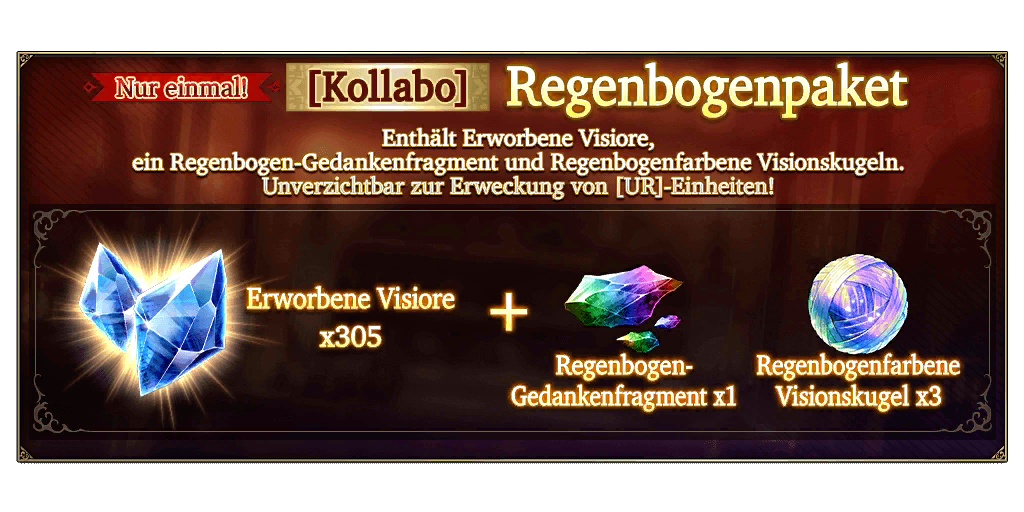 Nur einmal!
[Kollabo] Regenbogenpaket
Enthält Erworbene Visiore,
ein Regenbogen-Gedankenfragment und Regenbogenfarbene Visionskugeln.
Unverzichtbar zur Erweckung von [UR]-Einheiten!
Erworbene Visiore
x305
+
Regenbogen-
Gedankenfragment x1
Regenbogenfarbene
Visionskugel x3